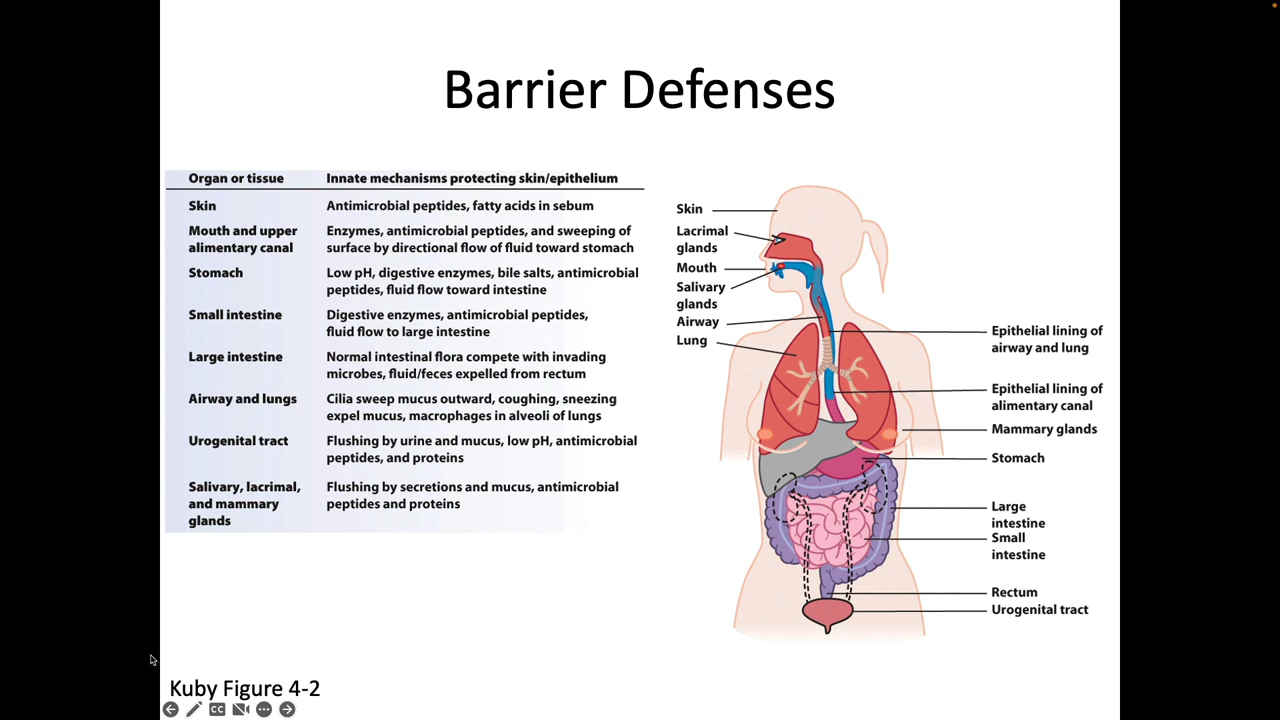 Barrier Defenses
Organ or tissue Innate mechanisms protecting skin/epithelium
Skin Antimicrobial peptides, fatty acids in sebum
Mouth and upper Enzymes, antimicrobial peptides, and sweeping of
alimentary canal surface by directional flow of fluid toward stomach
Stomach Low pH, digestive enzymes, bile salts, antimicrobial
peptides, fluid flow toward intestine
Small intestine Digestive enzymes, antimicrobial peptides,
fluid flow to large intestine
Large intestine Normal intestinal flora compete with invading
microbes, fluid/feces expelled from rectum
Airway and lungs Cilia sweep mucus outward, coughing, sneezing
expel mucus, macrophages in alveoli of lungs
Urogenital tract Flushing by urine and mucus, low pH, antimicrobial
peptides, and proteins
Salivary, lacrimal, Flushing by secretions and mucus, antimicrobial
and mammary peptides and proteins
glands
Skin
Lacrimal
glands
Mouth
Salivary
glands
Airway
Lung
Epithelial lining of
airway and lung
Epithelial lining of
alimentary canal
Mammary glands
Stomach
Large
intestine
Small
intestine
Rectum
Urogenital tract
Kuby Figure 4-2
CC